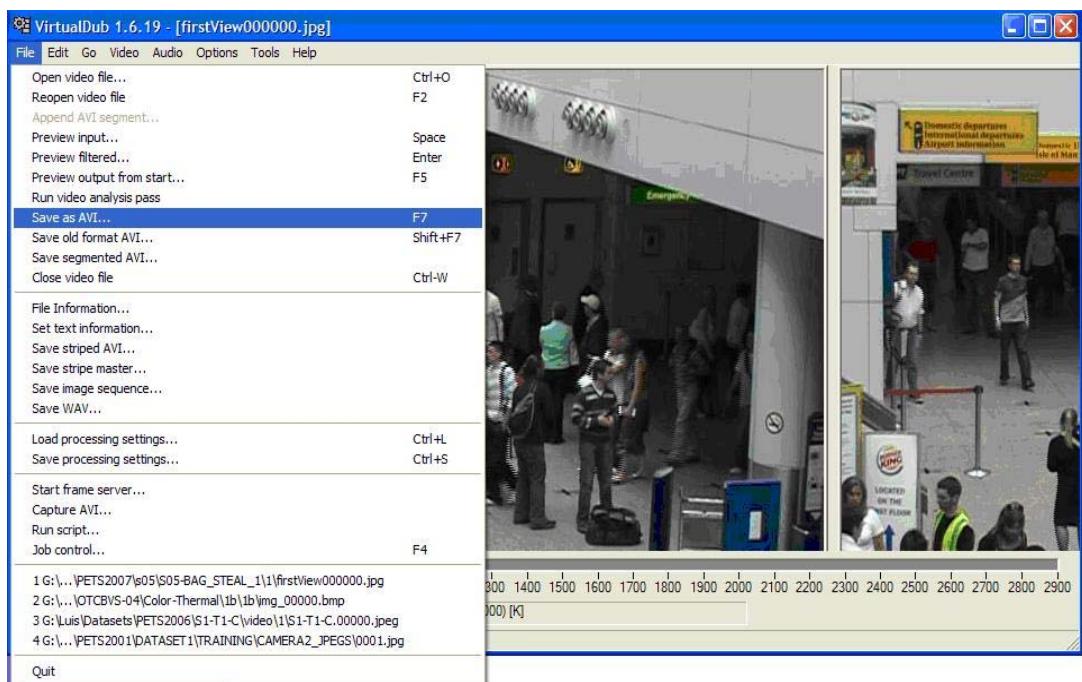 VirtualDub 1.6.19 - [firstView000000.jpg]
File Edit Go Video Audio Options Tools Help
Open video file... Ctrl+O
Reopen video file F2
Append AVI segment...
Preview input... Space
Preview filtered... Enter
Preview output from start... F5
Run video analysis pass
Save as AVI... F7
Save old format AVI... Shift+F7
Save segmented AVI...
Close video file Ctrl-W
File Information...
Set text information...
Save striped AVI...
Save stripe master...
Save image sequence...
Save WAV...
Load processing settings... Ctrl+L
Save processing settings... Ctrl+S
Start frame server...
Capture AVI...
Run script...
Job control... F4
1 G:\...\PETS2007\s05\S05-BAG_STEAL_1\1\firstView000000.jpg
2 G:\...\OTCBVS-04\Color-Thermal\1b\1b\img_00000.bmp
3 G:\Luis\Datasets\PETS2006\S1-T1-C\video\1\S1-T1-C.00000.jpeg
4 G:\...\PETS2001\DATASET1\TRAINING\CAMERA2_JPEGS\0001.jpg
Quit
Emergency
Domestic departures
International departures
Airport information
Travel Centre
BURGER
KING
LOCATED
ON THE
FIRST FLOOR
300 1400 1500 1600 1700 1800 1900 2000 2100 2200 2300 2400 2500 2600 2700 2800 2900
000) [K]